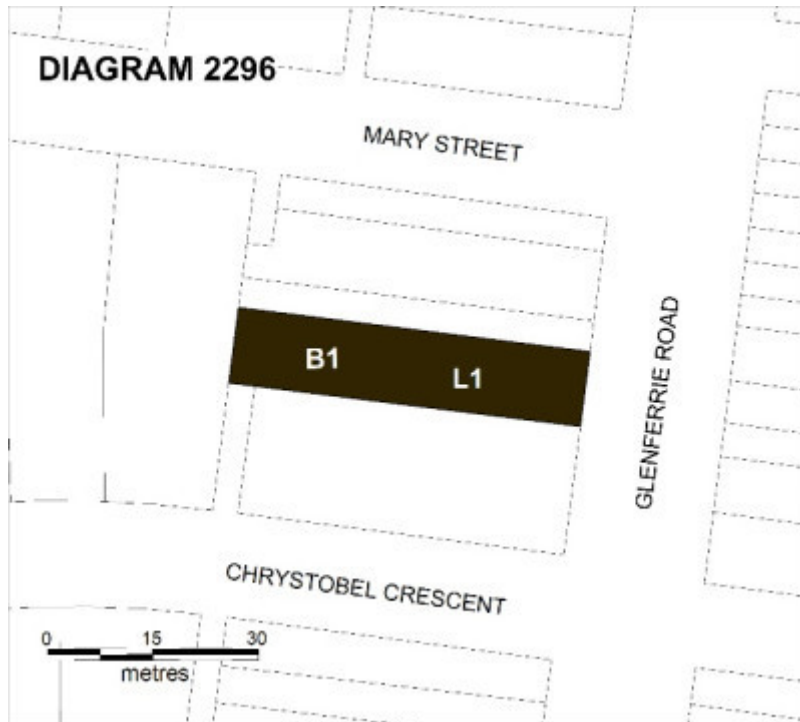 DIAGRAM 2296
MARY STREET
B1
L1
GLENFERRIE ROAD
CHRYSTOBEL CRESCENT
0 15 30
metres